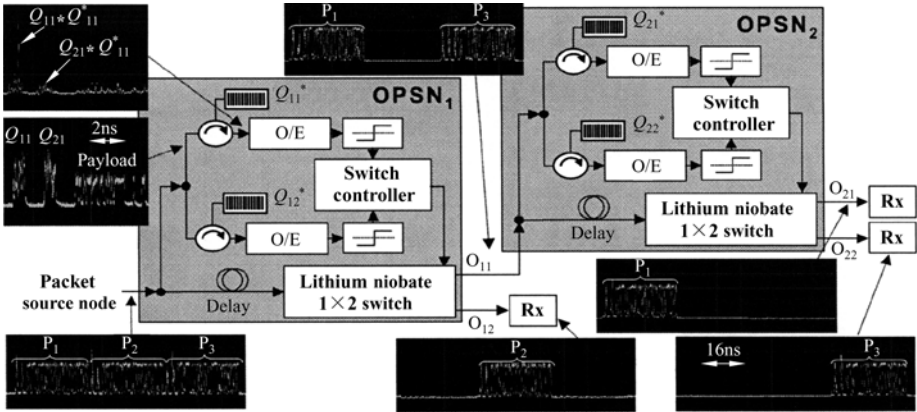 Q₁₁*Q*₁₁
Q₂₁*Q*₁₁
Q₁₁ Q₂₁ 2ns
Payload
Packet
source node
P₁ P₂ P₃
OPSN₁
Q₁₁*
O/E
Switch
controller
Q₁₂*
O/E
Delay
Lithium niobate
1×2 switch
P₁ P₃
O₁₁
O₁₂
Rx
P₂
OPSN₂
Q₂₁*
O/E
Switch
controller
Q₂₂*
O/E
Delay
Lithium niobate
1×2 switch
O₂₁
Rx
O₂₂
Rx
P₁
16ns
P₃